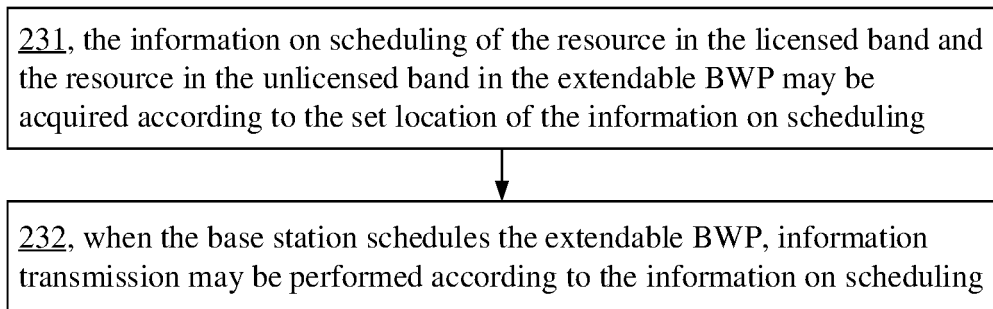 231, the information on scheduling of the resource in the licensed band and
the resource in the unlicensed band in the extendable BWP may be
acquired according to the set location of the information on scheduling
232, when the base station schedules the extendable BWP, information
transmission may be performed according to the information on scheduling